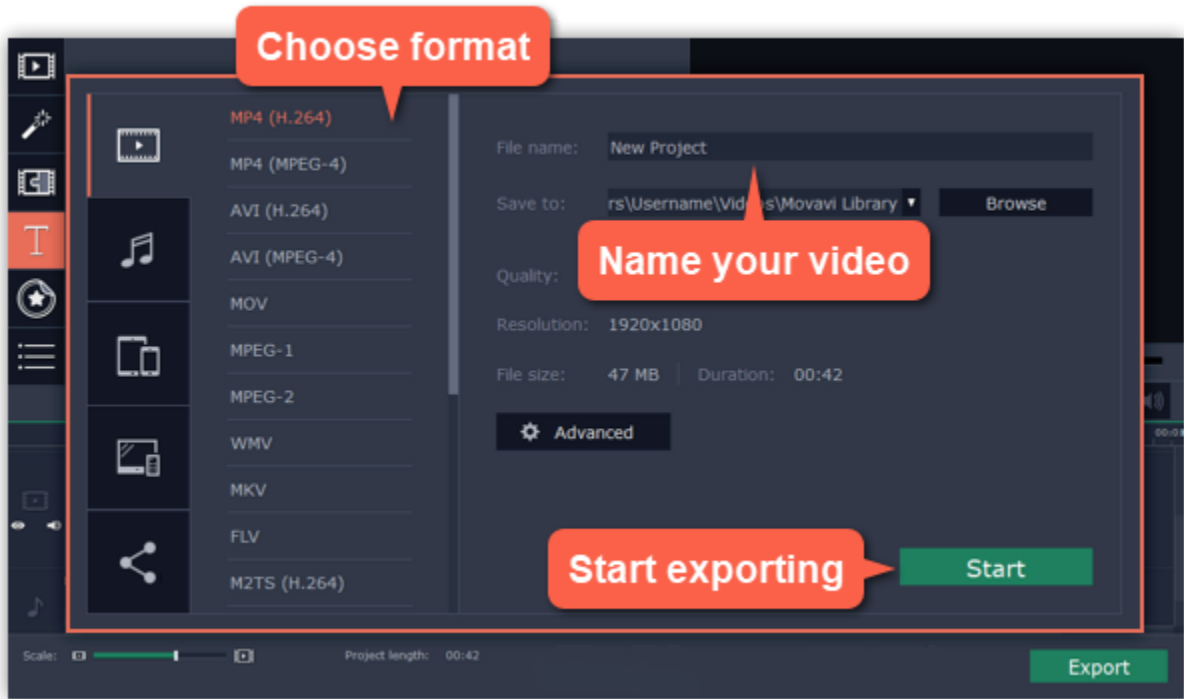 Choose format
MP4 (H.264)
MP4 (MPEG-4)
AVI (H.264)
AVI (MPEG-4)
MOV
MPEG-1
MPEG-2
WMV
MKV
FLV
M2TS (H.264)
File name: New Project
Save to: rs\Username\Videos\Movavi Library Browse
Name your video
Quality:
Resolution: 1920x1080
File size: 47 MB Duration: 00:42
Advanced
Start exporting
Start
Scale: Project length: 00:42
Export